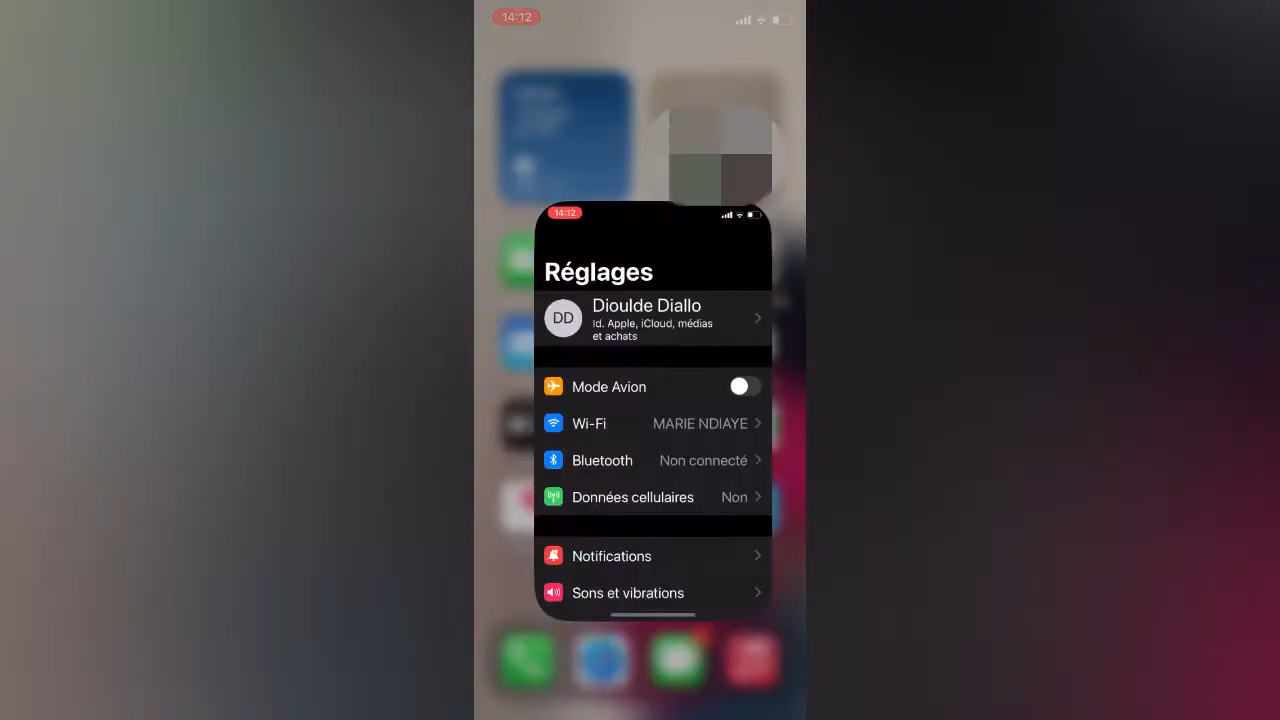 14:12
14:12
Réglages
DD
Dioulde Diallo
Id. Apple, iCloud, médias
et achats
Mode Avion
Wi-Fi MARIE NDIAYE
Bluetooth Non connecté
Données cellulaires Non
Notifications
Sons et vibrations